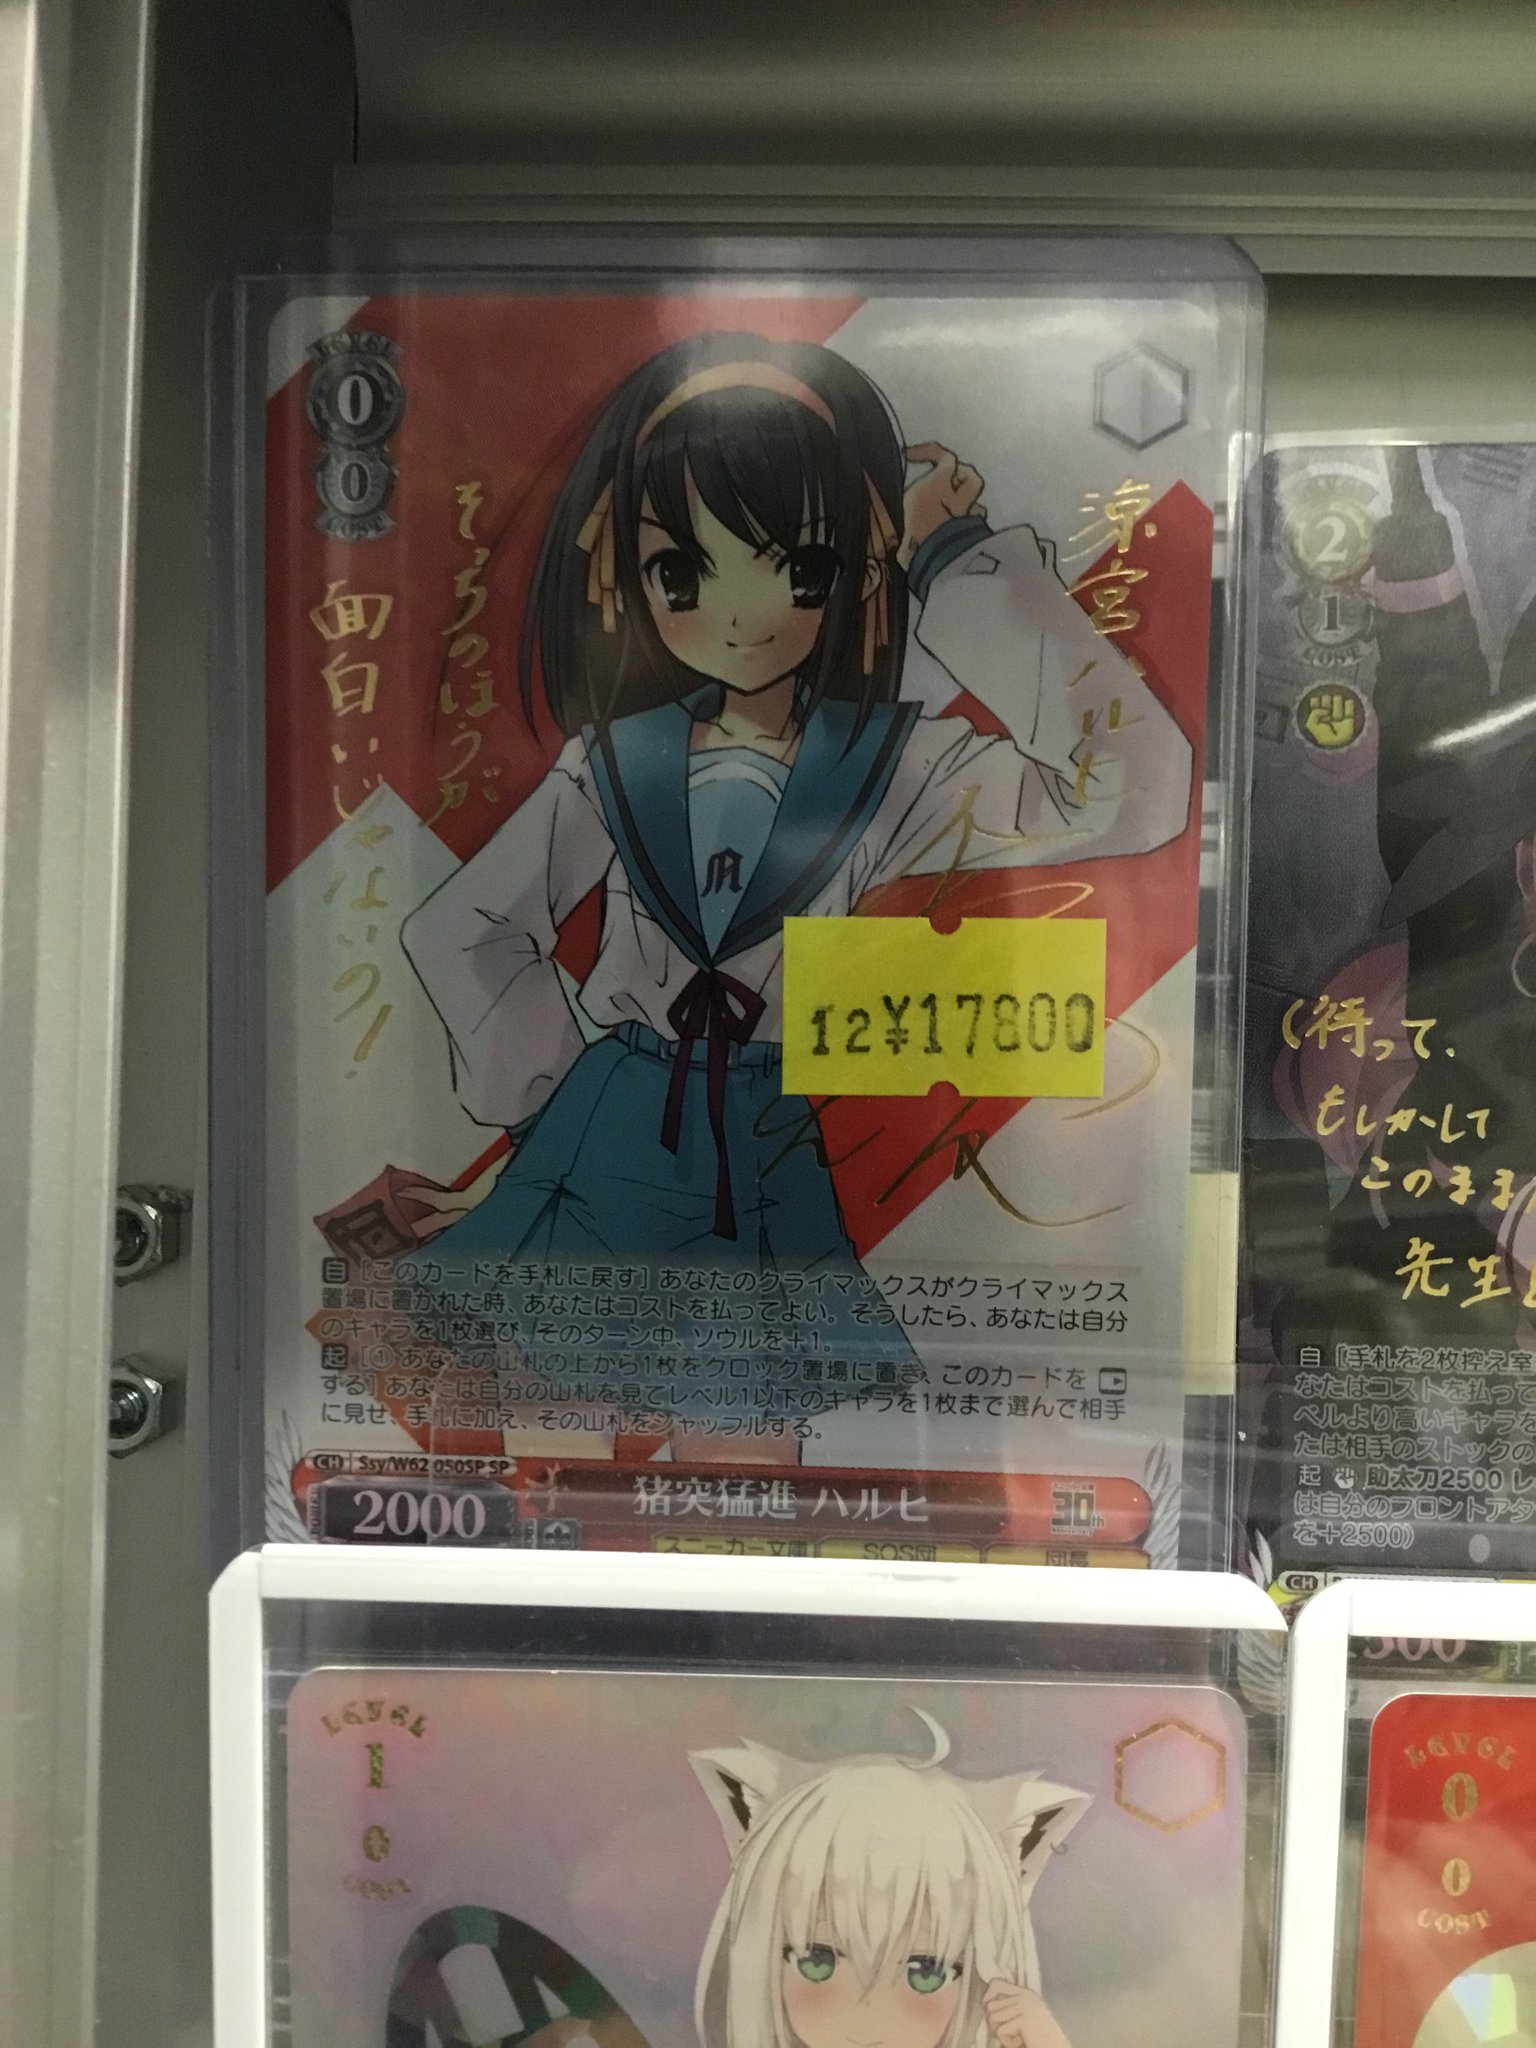 LEVEL
0
0
COST
涼宮ハルヒ
そっちのほうが
面白いじゃないの!
12¥17800
自 [このカードを手札に戻す] あなたのクライマックスがクライマックス
置場に置かれた時、あなたはコストを払ってよい。そうしたら、あなたは自分
のキャラを1枚選び、そのターン中、ソウルを+1。
起 [① あなたの山札の上から1枚をクロック置場に置き、このカードを
する] あなたは自分の山札を見てレベル1以下のキャラを1枚まで選んで相手
に見せ、手札に加え、その山札をシャッフルする。
CH Ssy/W62 050SP SP
2000
猪突猛進 ハルヒ
30th
スニーカー文庫 SOS団 団長
2
1
COST
(待って、
もしかして
このまま
先生
自 [手札を2枚控え室
なたはコストを払って
ベルより高いキャラを
たは相手のストックの
起 助太刀2500 レ
は自分のフロントアタ
を+2500)
CH
LEVEL
1
0
COST
LEVEL
0
0
COST